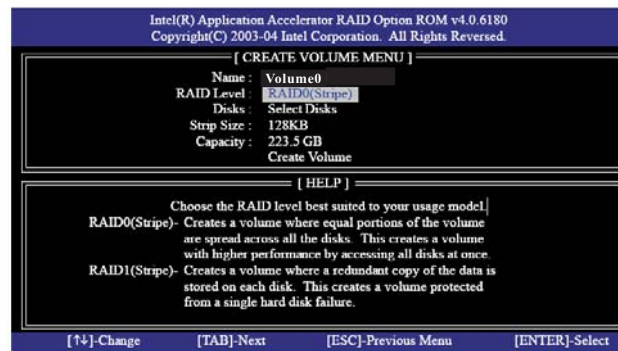 Intel(R) Application Accelerator RAID Option ROM v4.0.6180
Copyright(C) 2003-04 Intel Corporation. All Rights Reversed.
[ CREATE VOLUME MENU ]
Name : Volume0
RAID Level : RAID0(Stripe)
Disks : Select Disks
Strip Size : 128KB
Capacity : 223.5 GB
Create Volume
[ HELP ]
Choose the RAID level best suited to your usage model.
RAID0(Stripe)- Creates a volume where equal portions of the volume
are spread across all the disks. This creates a volume
with higher performance by accessing all disks at once.
RAID1(Stripe)- Creates a volume where a redundant copy of the data is
stored on each disk. This creates a volume protected
from a single hard disk failure.
[↑↓]-Change [TAB]-Next [ESC]-Previous Menu [ENTER]-Select